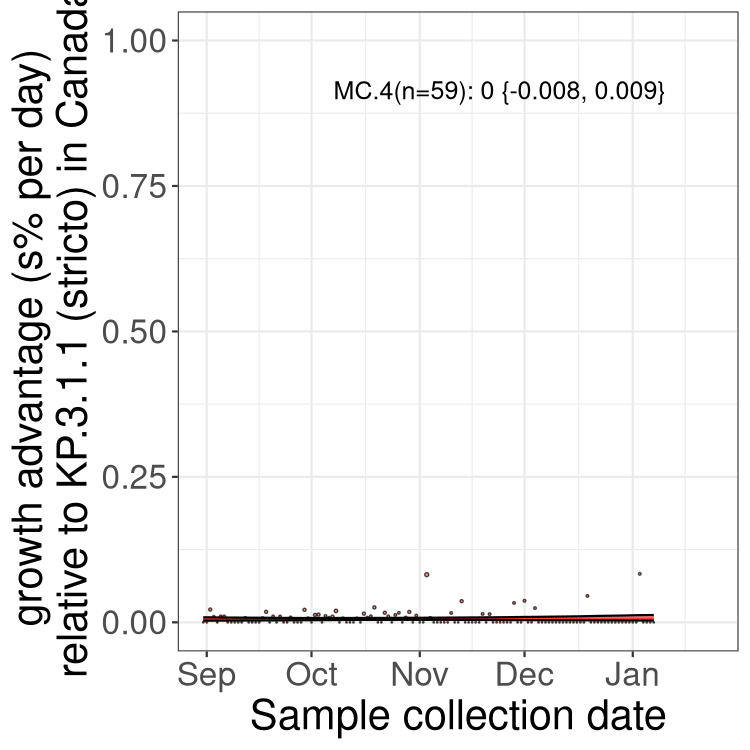 growth advantage (s% per day)
relative to KP.3.1.1 (stricto) in Canada
1.00
0.75
0.50
0.25
0.00
MC.4(n=59): 0 {-0.008, 0.009}
Sep Oct Nov Dec Jan
Sample collection date